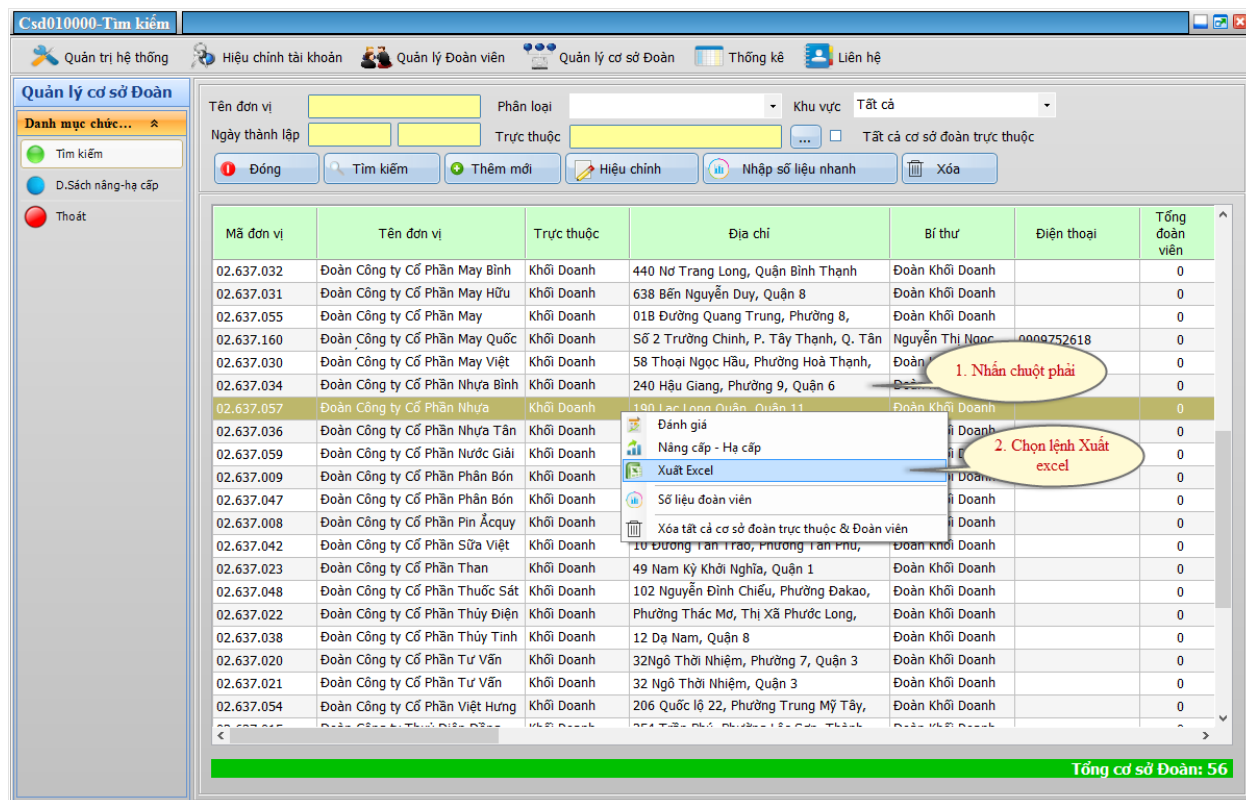 Csd010000-Tìm kiếm
Quản trị hệ thống Hiệu chỉnh tài khoản Quản lý Đoàn viên Quản lý cơ sở Đoàn Thống kê Liên hệ
Quản lý cơ sở Đoàn
Danh mục chức...
Tìm kiếm
D.Sách nâng-hạ cấp
Thoát
Tên đơn vị Phân loại Khu vực Tất cả
Ngày thành lập Trực thuộc ... Tất cả cơ sở đoàn trực thuộc
Đóng Tìm kiếm Thêm mới Hiệu chỉnh Nhập số liệu nhanh Xóa
Mã đơn vị Tên đơn vị Trực thuộc Địa chỉ Bí thư Điện thoại Tổng đoàn viên
02.637.032 Đoàn Công ty Cổ Phần May Bình Khối Doanh 440 Nơ Trang Long, Quận Bình Thạnh Đoàn Khối Doanh 0
02.637.031 Đoàn Công ty Cổ Phần May Hữu Khối Doanh 638 Bến Nguyễn Duy, Quận 8 Đoàn Khối Doanh 0
02.637.055 Đoàn Công ty Cổ Phần May Khối Doanh 01B Đường Quang Trung, Phường 8, Đoàn Khối Doanh 0
02.637.160 Đoàn Công ty Cổ Phần May Quốc Khối Doanh Số 2 Trường Chinh, P. Tây Thạnh, Q. Tân Nguyễn Thị Ngọc 0009752618 0
02.637.030 Đoàn Công ty Cổ Phần May Việt Khối Doanh 58 Thoại Ngọc Hầu, Phường Hoà Thạnh, Đoàn 0
02.637.034 Đoàn Công ty Cổ Phần Nhựa Bình Khối Doanh 240 Hậu Giang, Phường 9, Quận 6 0
1. Nhấn chuột phải
02.637.057 Đoàn Công ty Cổ Phần Nhựa Khối Doanh 190 Lạc Long Quân, Quận 11 Đoàn Khối Doanh 0
02.637.036 Đoàn Công ty Cổ Phần Nhựa Tân Khối Doanh Doanh 0
02.637.059 Đoàn Công ty Cổ Phần Nước Giải Khối Doanh 0
02.637.009 Đoàn Công ty Cổ Phần Phân Bón Khối Doanh 0
02.637.047 Đoàn Công ty Cổ Phần Phân Bón Khối Doanh Doanh 0
02.637.008 Đoàn Công ty Cổ Phần Pin Ắcquy Khối Doanh Doanh 0
Đánh giá
Nâng cấp - Hạ cấp
Xuất Excel
Số liệu đoàn viên
Xóa tất cả cơ sở đoàn trực thuộc & Đoàn viên
2. Chọn lệnh Xuất
excel
02.637.042 Đoàn Công ty Cổ Phần Sữa Việt Khối Doanh 10 Đường Tân Trào, Phường Tân Phú, Đoàn Khối Doanh 0
02.637.023 Đoàn Công ty Cổ Phần Than Khối Doanh 49 Nam Kỳ Khởi Nghĩa, Quận 1 Đoàn Khối Doanh 0
02.637.048 Đoàn Công ty Cổ Phần Thuốc Sát Khối Doanh 102 Nguyễn Đình Chiểu, Phường Đakao, Đoàn Khối Doanh 0
02.637.022 Đoàn Công ty Cổ Phần Thủy Điện Khối Doanh Phường Thác Mơ, Thị Xã Phước Long, Đoàn Khối Doanh 0
02.637.038 Đoàn Công ty Cổ Phần Thủy Tinh Khối Doanh 12 Dạ Nam, Quận 8 Đoàn Khối Doanh 0
02.637.020 Đoàn Công ty Cổ Phần Tư Vấn Khối Doanh 32Ngô Thời Nhiệm, Phường 7, Quận 3 Đoàn Khối Doanh 0
02.637.021 Đoàn Công ty Cổ Phần Tư Vấn Khối Doanh 32 Ngô Thời Nhiệm, Quận 3 Đoàn Khối Doanh 0
02.637.054 Đoàn Công ty Cổ Phần Việt Hưng Khối Doanh 206 Quốc lộ 22, Phường Trung Mỹ Tây, Đoàn Khối Doanh 0
Tổng cơ sở Đoàn: 56